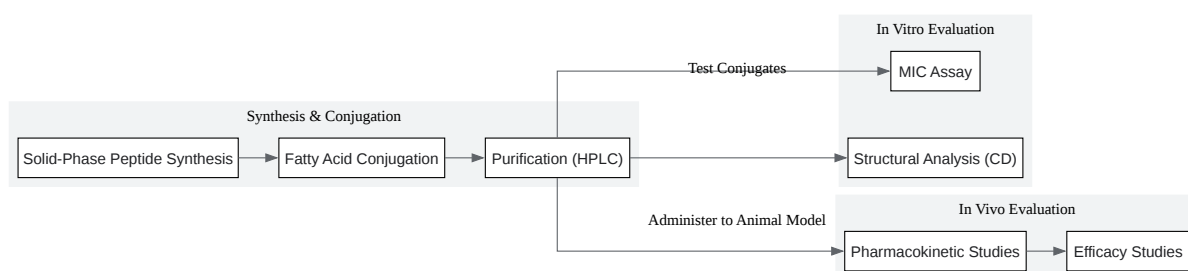 In Vitro Evaluation
Test Conjugates
MIC Assay
Synthesis & Conjugation
Solid-Phase Peptide Synthesis
Fatty Acid Conjugation
Purification (HPLC)
Structural Analysis (CD)
Administer to Animal Model
In Vivo Evaluation
Pharmacokinetic Studies
Efficacy Studies